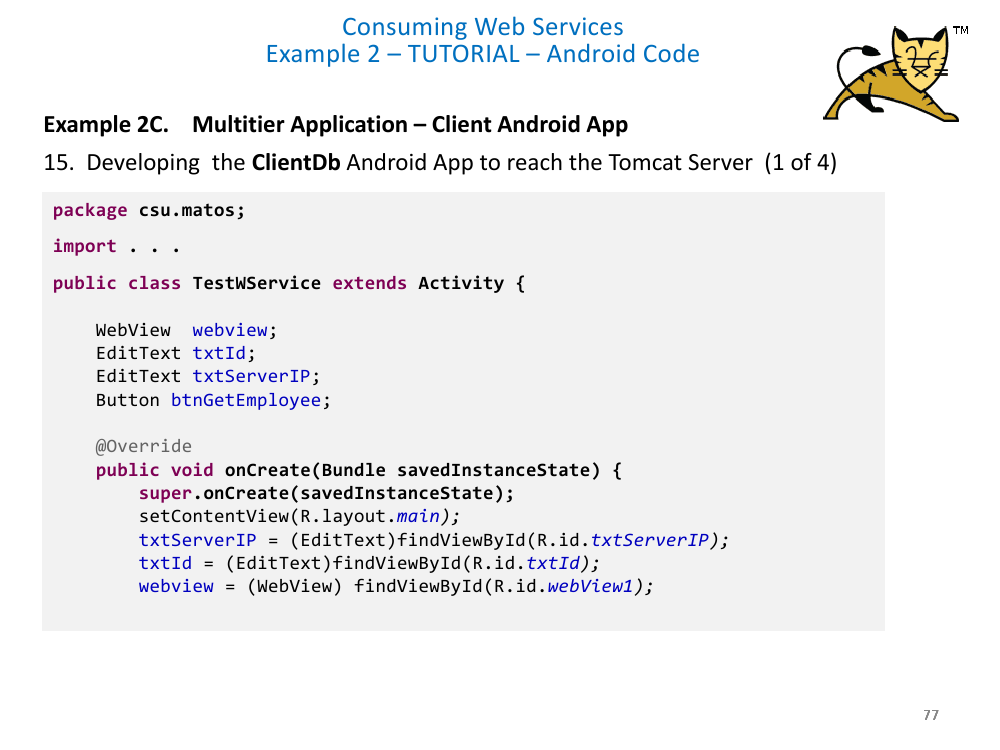 Consuming Web Services
Example 2 – TUTORIAL – Android Code
TM
Example 2C. Multitier Application – Client Android App
15. Developing the ClientDb Android App to reach the Tomcat Server (1 of 4)
package csu.matos;
import . . .
public class TestWService extends Activity {
WebView webview;
EditText txtId;
EditText txtServerIP;
Button btnGetEmployee;
@Override
public void onCreate(Bundle savedInstanceState) {
super.onCreate(savedInstanceState);
setContentView(R.layout.main);
txtServerIP = (EditText)findViewById(R.id.txtServerIP);
txtId = (EditText)findViewById(R.id.txtId);
webview = (WebView) findViewById(R.id.webView1);
77